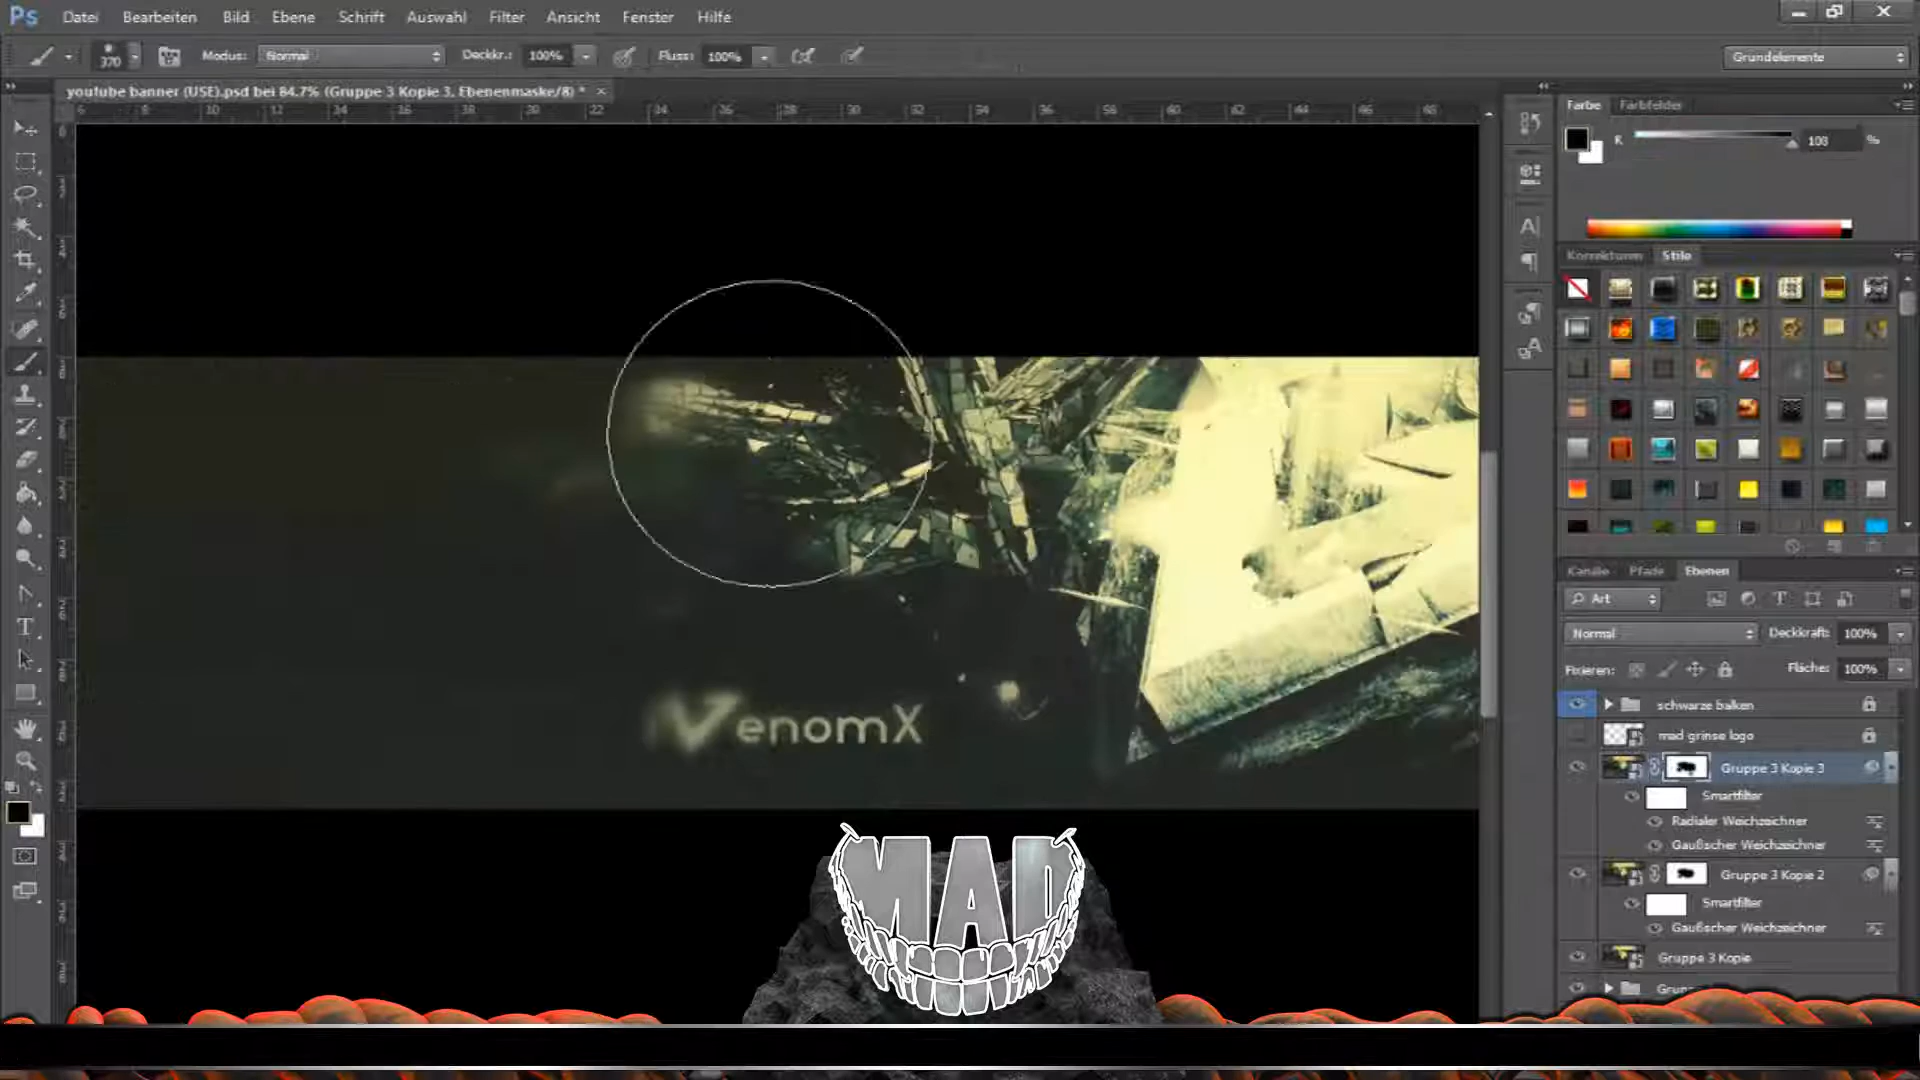 Ps Datei Bearbeiten Bild Ebene Schrift Auswahl Filter Ansicht Fenster Hilfe
370 Modus: Normal Deckkr.: 100% Fluss: 100% Grundelemente
youtube banner (USE).psd bei 84.7% (Gruppe 3 Kopie 3, Ebenenmaske/8) *
Farbe Farbfelder
K 100 %
Korrekturen Stile
enomX
Kanäle Pfade Ebenen
Art
Normal Deckkraft: 100%
Fixieren: Fläche: 100%
schwarze balken
mad grinse logo
Gruppe 3 Kopie 3
Smartfilter
Radialer Weichzeichner
Gaußscher Weichzeichner
Gruppe 3 Kopie 2
Smartfilter
Gaußscher Weichzeichner
Gruppe 3 Kopie
MAD